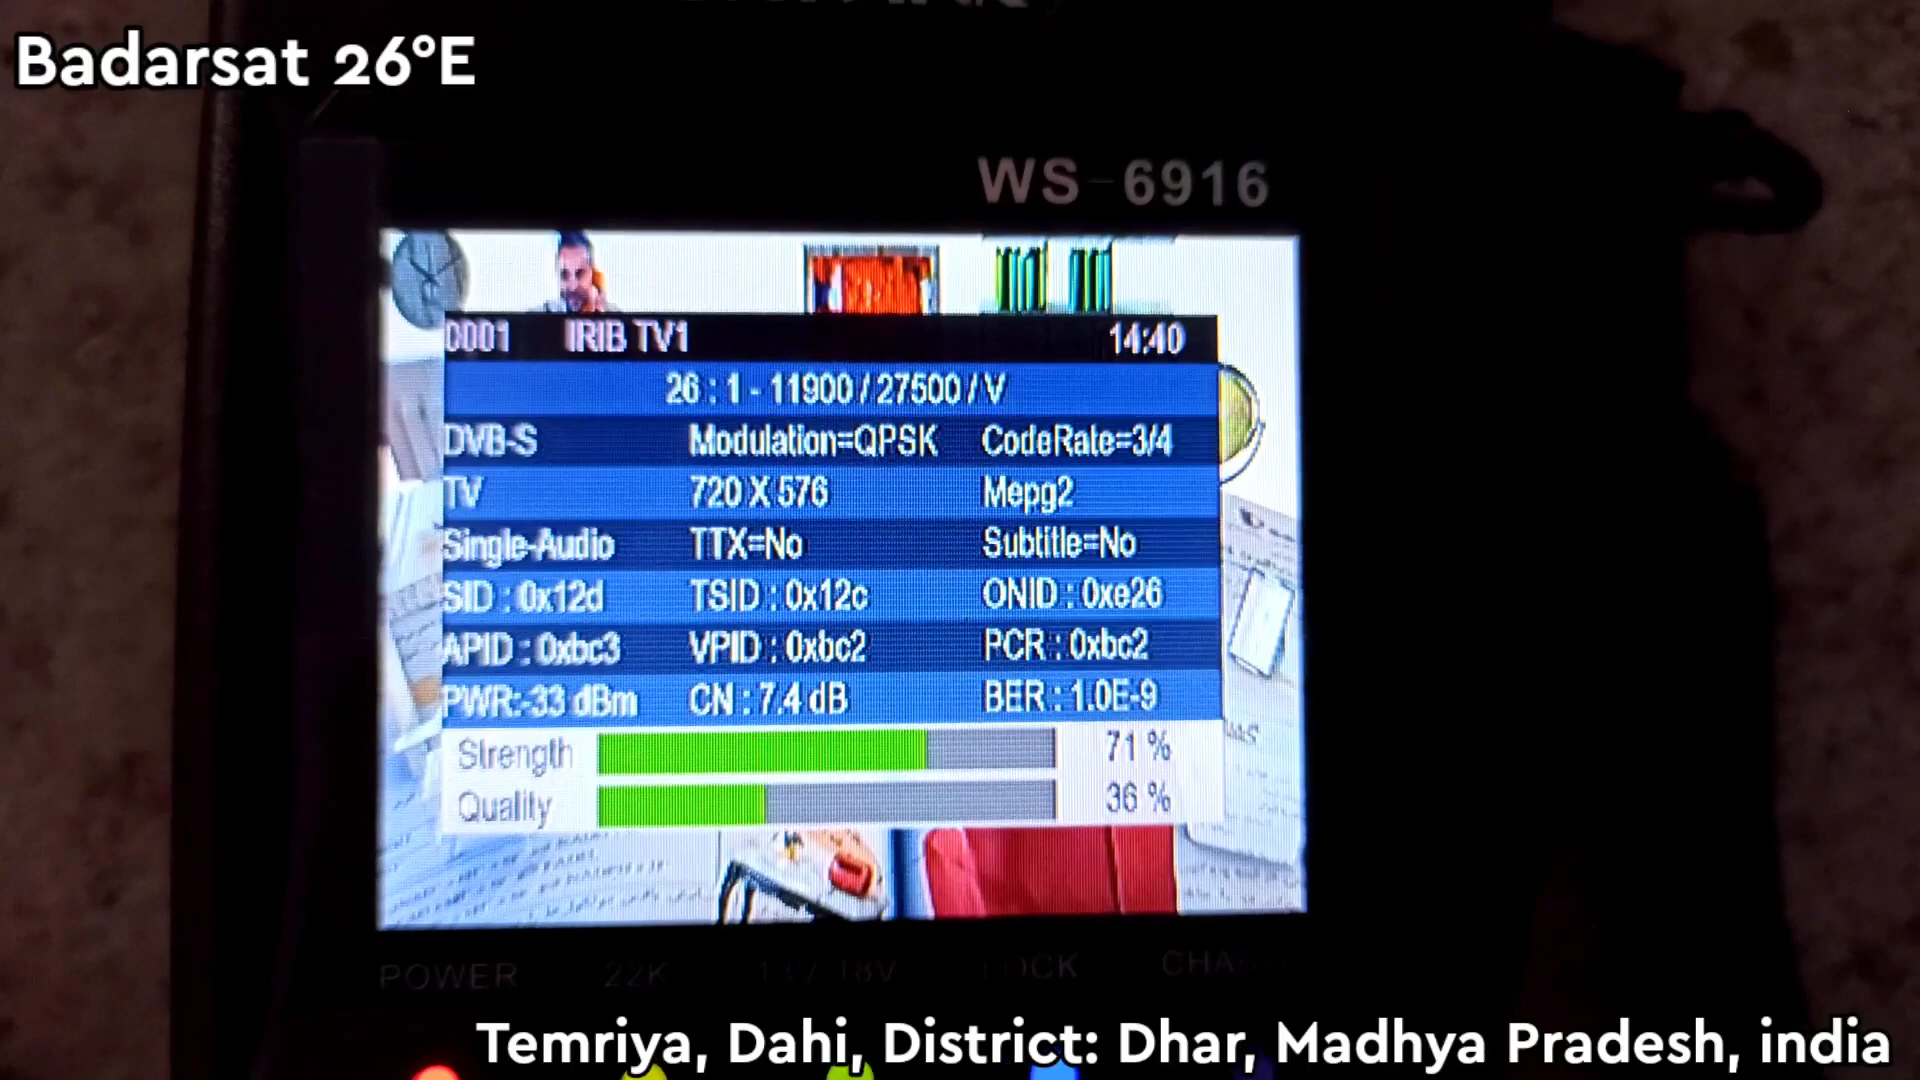 Badarsat 26°E
WS-6916
0001 IRIB TV1 14:40
26 : 1 - 11900 / 27500 / V
DVB-S Modulation=QPSK CodeRate=3/4
TV 720 X 576 Mepg2
Single-Audio TTX=No Subtitle=No
SID : 0x12d TSID : 0x12c ONID : 0xe26
APID : 0xbc3 VPID : 0xbc2 PCR : 0xbc2
PWR:-33 dBm CN : 7.4 dB BER : 1.0E-9
Strength 71 %
Quality 36 %
POWER 22K 13V/18V LOCK
Temriya, Dahi, District: Dhar, Madhya Pradesh, india